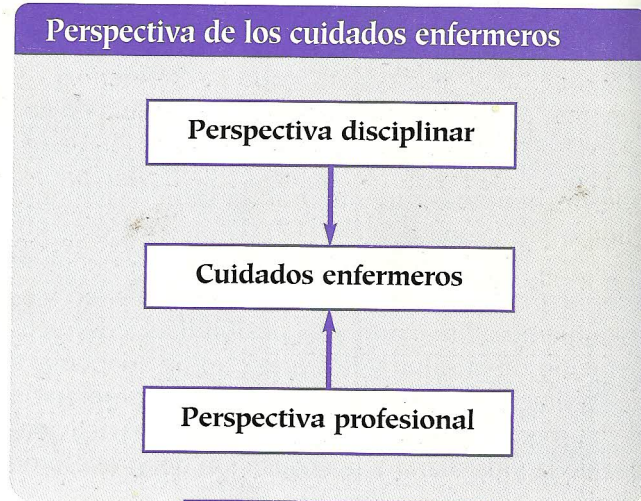 Perspectiva de los cuidados enfermeros
Perspectiva disciplinar
Cuidados enfermeros
Perspectiva profesional